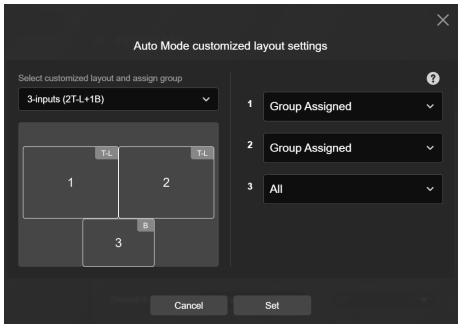 Auto Mode customized layout settings
Select customized layout and assign group
?
3-inputs (2T-L+1B)
1 Group Assigned
2 Group Assigned
3 All
T-L T-L
1 2
B
3
Cancel Set